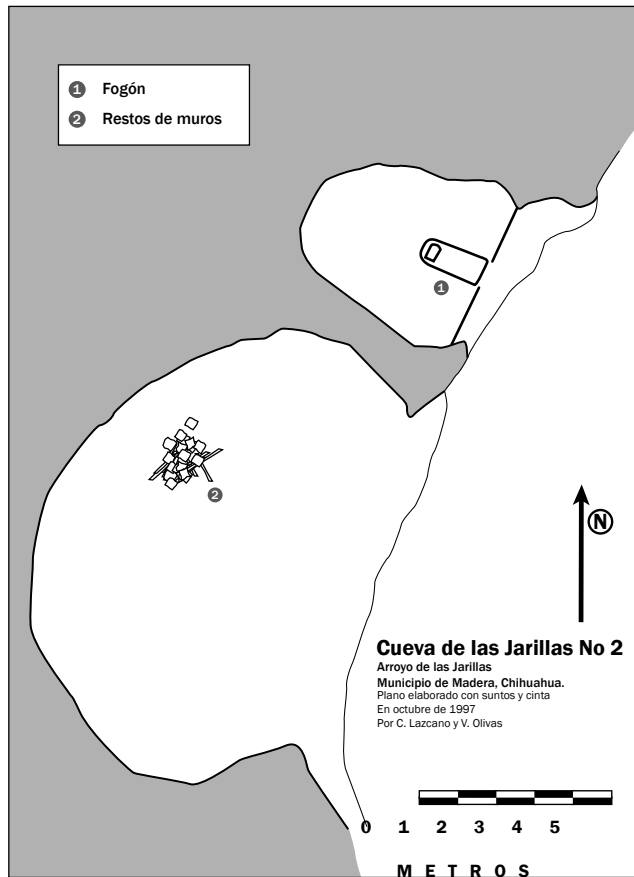 1 Fogón
2 Restos de muros
1
2
N
Cueva de las Jarillas No 2
Arroyo de las Jarillas
Municipio de Madera, Chihuahua.
Plano elaborado con suntos y cinta
En octubre de 1997
Por C. Lazcano y V. Olivas
0 1 2 3 4 5
METROS